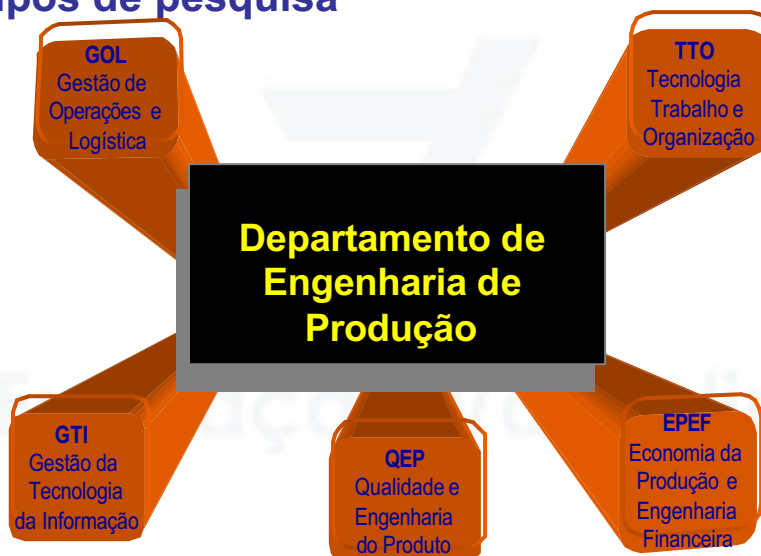 upos de pesquisa
GOL
Gestão de
Operações e
Logística
TTO
Tecnologia
Trabalho e
Organização
Departamento de
Engenharia de
Produção
GTI
Gestão da
Tecnologia
da Informação
QEP
Qualidade e
Engenharia
do Produto
EPEF
Economia da
Produção e
Engenharia
Financeira